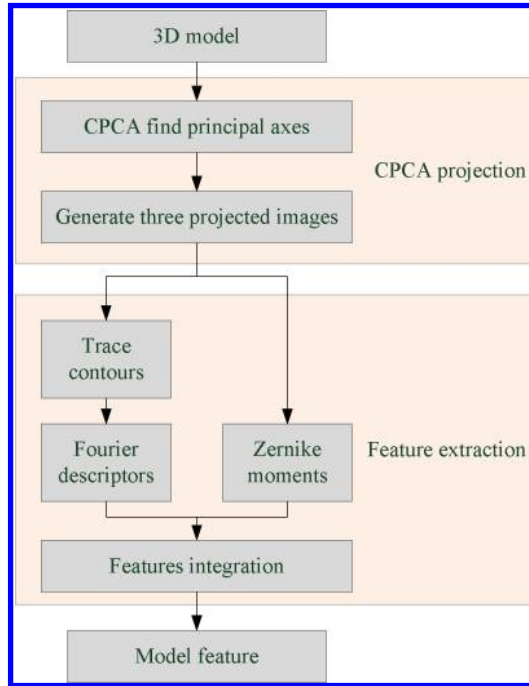 3D model
CPCA find principal axes
CPCA projection
Generate three projected images
Trace
contours
Fourier
descriptors
Zernike
moments
Feature extraction
Features integration
Model feature